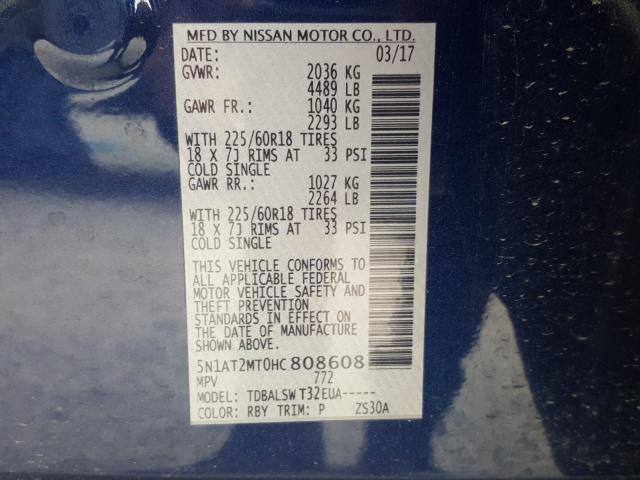 MFD BY NISSAN MOTOR CO., LTD.
DATE: 03/17
GVWR: 2036 KG
4489 LB
GAWR FR.: 1040 KG
2293 LB
WITH 225/60R18 TIRES
18 X 7J RIMS AT 33 PSI
COLD SINGLE
GAWR RR.: 1027 KG
2264 LB
WITH 225/60R18 TIRES
18 X 7J RIMS AT 33 PSI
COLD SINGLE
THIS VEHICLE CONFORMS TO
ALL APPLICABLE FEDERAL
MOTOR VEHICLE SAFETY AND
THEFT PREVENTION
STANDARDS IN EFFECT ON
THE DATE OF MANUFACTURE
SHOWN ABOVE.
5N1AT2MT0HC808608
MPV 772
MODEL: TDBALSW T32EUA-----
COLOR: RBY TRIM: P ZS30A